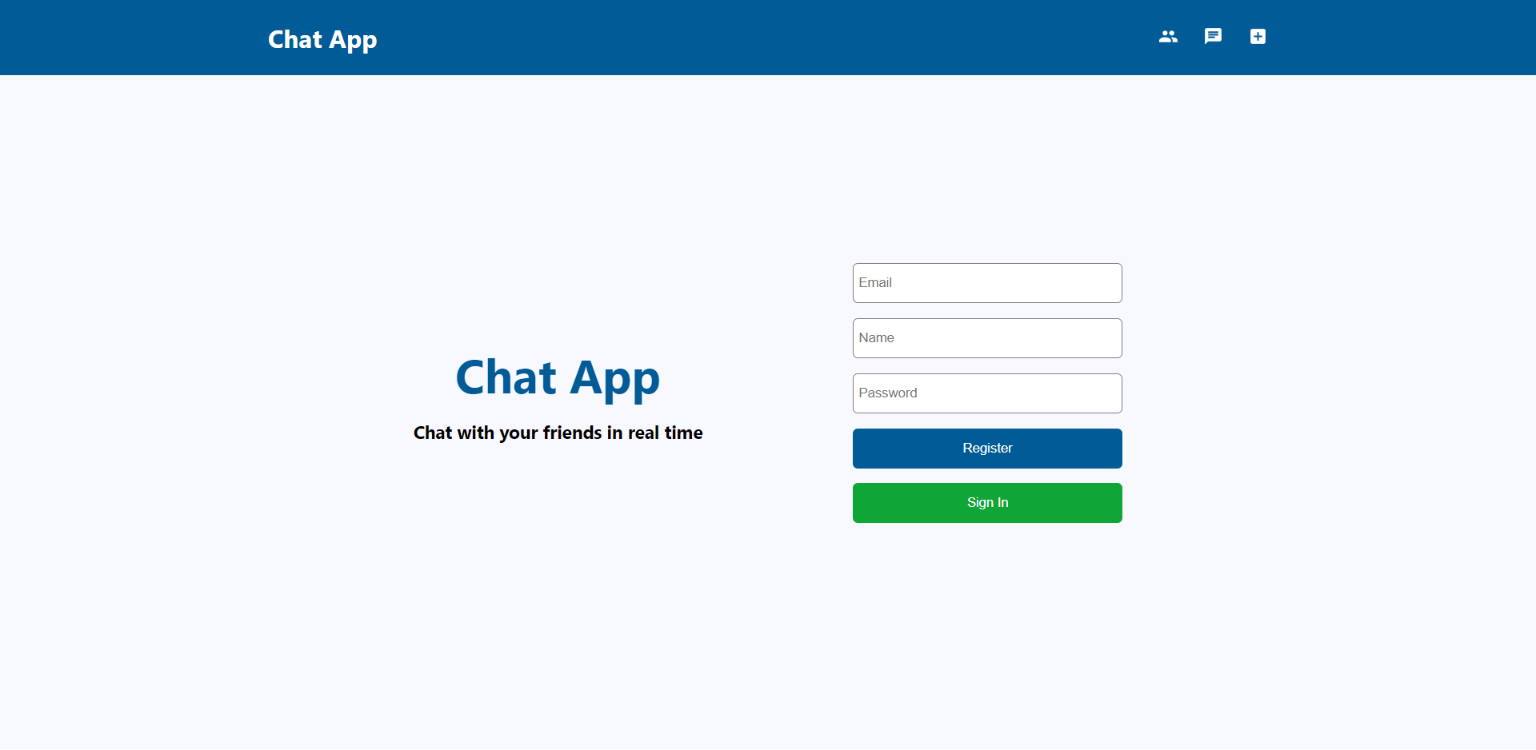 Chat App
Chat App
Chat with your friends in real time
Email
Name
Password
Register
Sign In